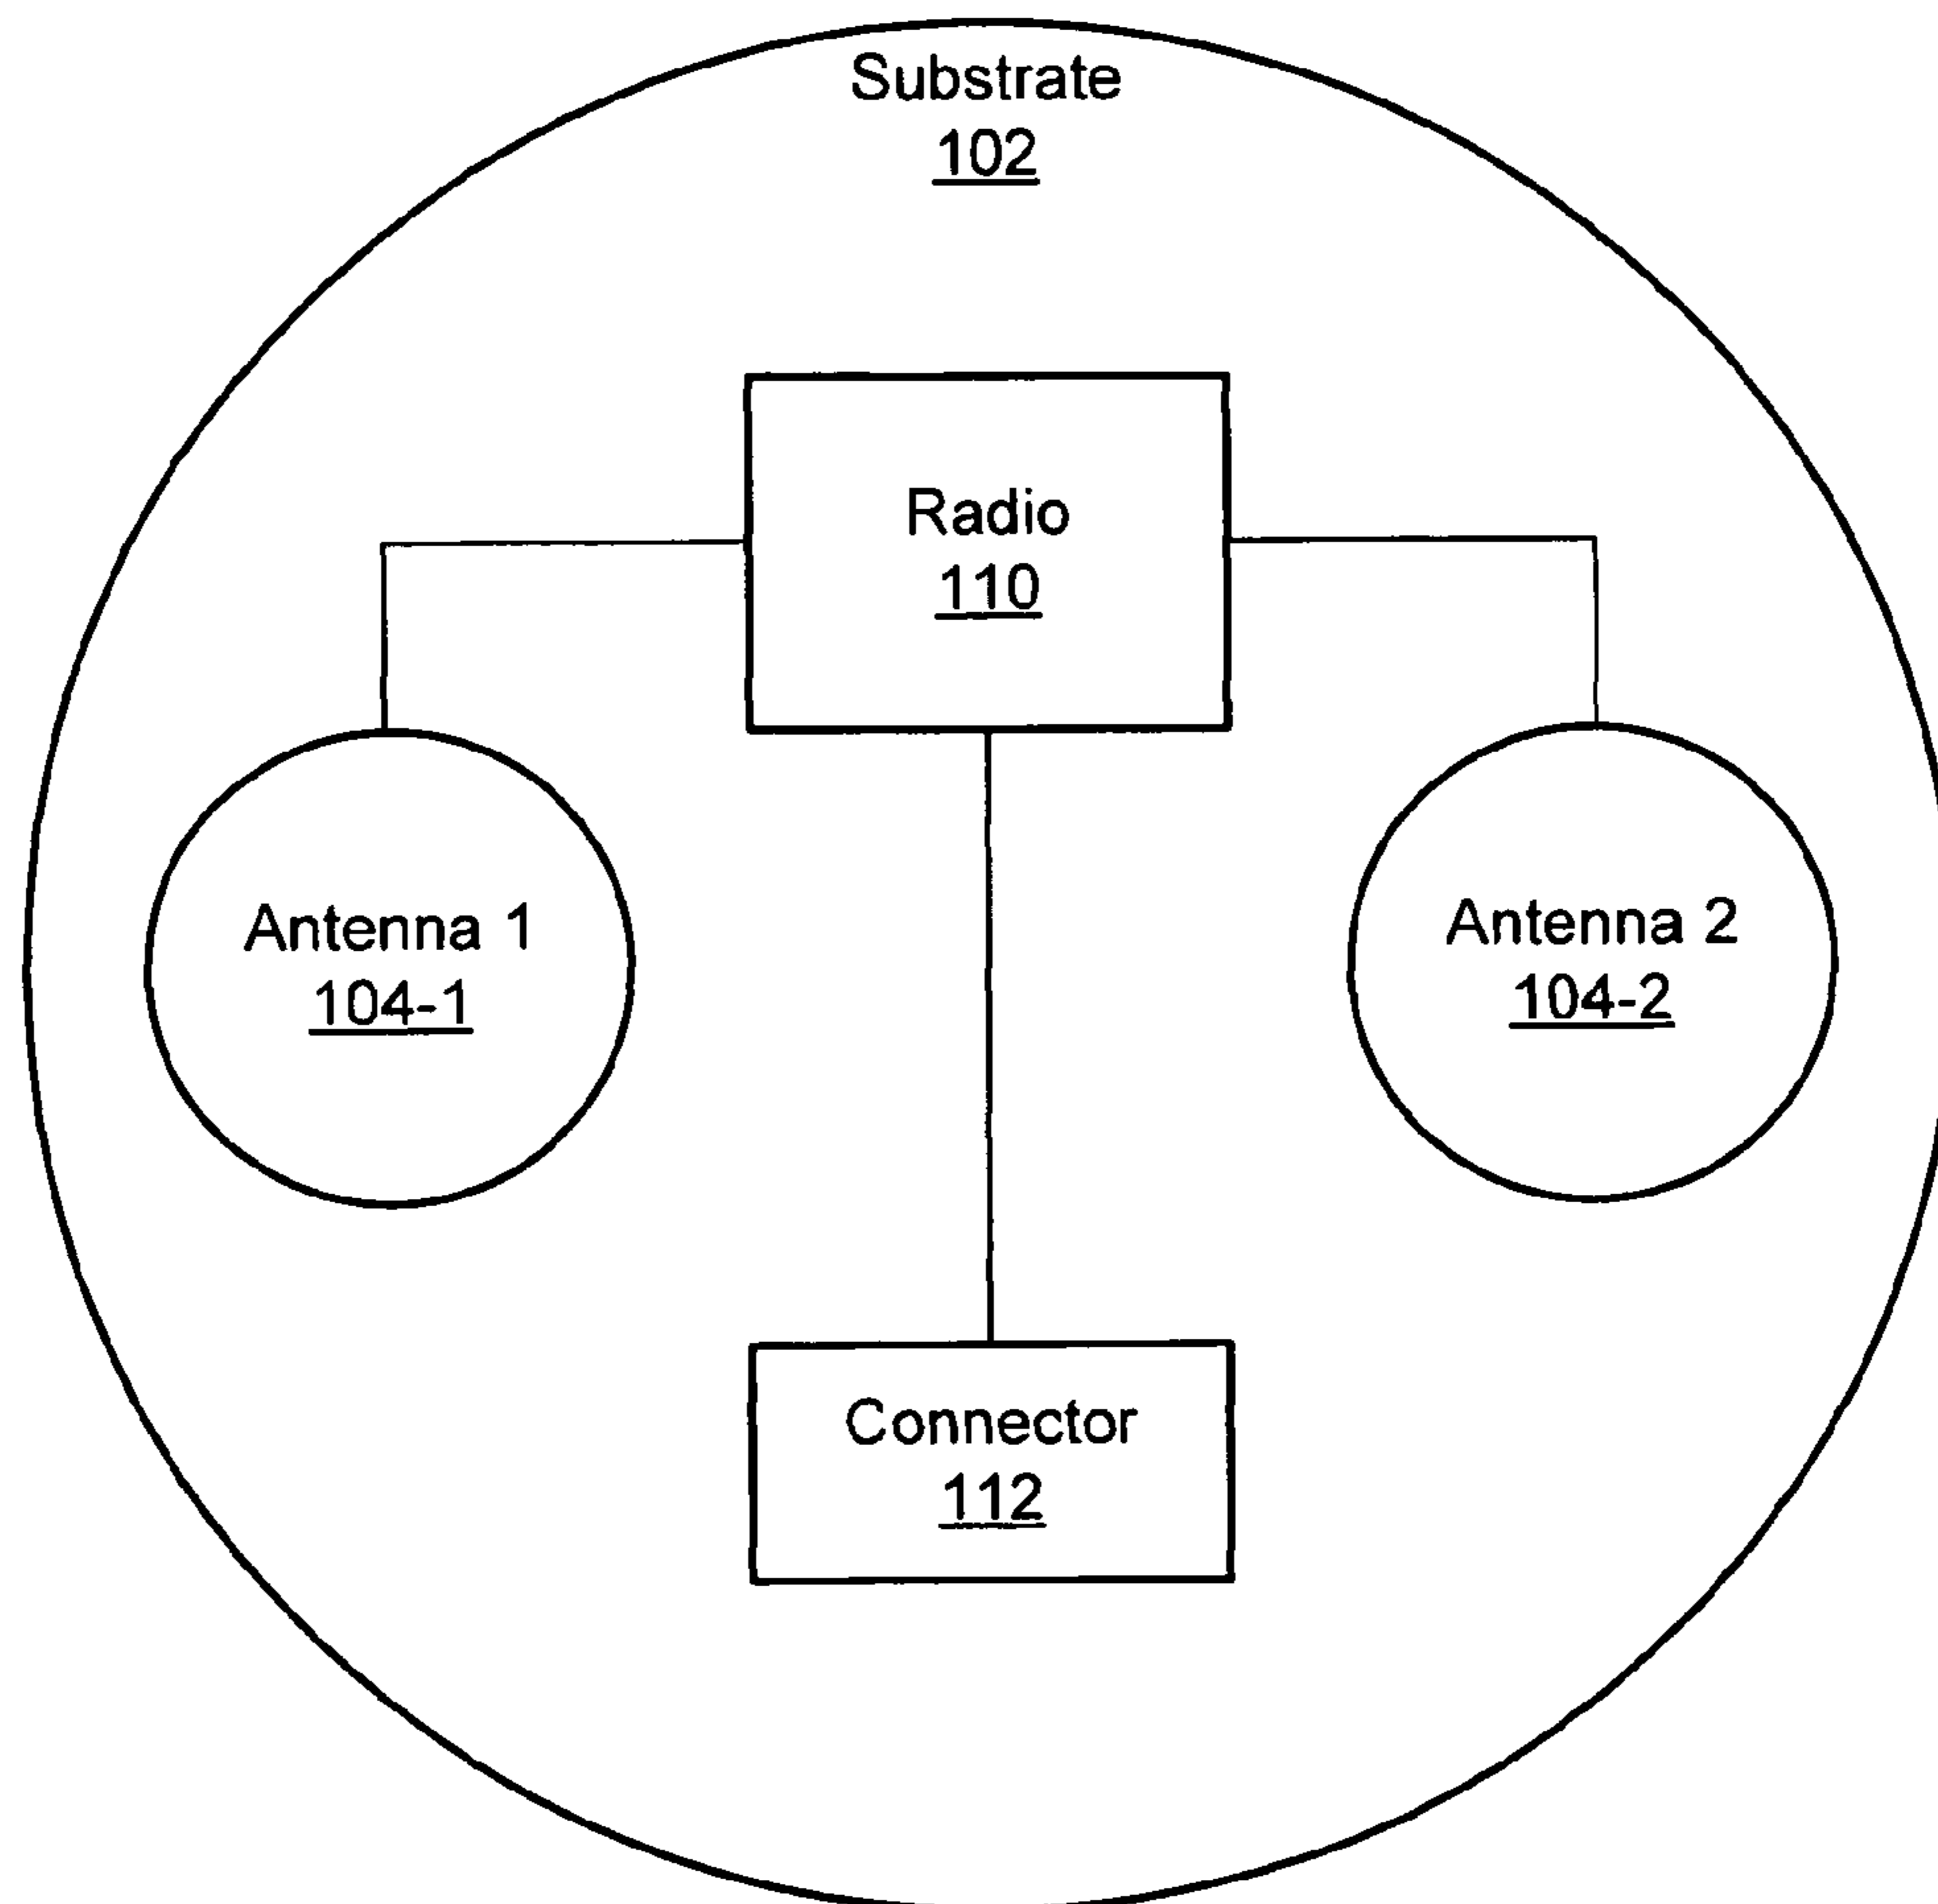 Substrate
102
Radio
110
Antenna 1
104-1
Antenna 2
104-2
Connector
112